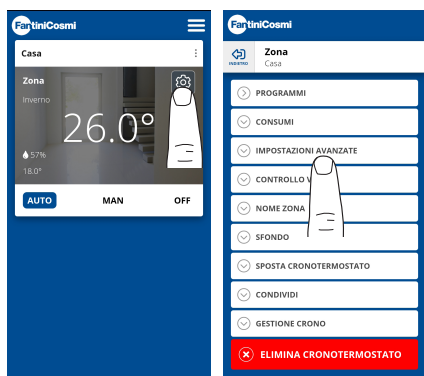 FantiniCosmi
Casa
Zona
Inverno
26.0°
57%
18.0°
AUTO MAN OFF
FantiniCosmi
INDIETRO
Zona
Casa
PROGRAMMI
CONSUMI
IMPOSTAZIONI AVANZATE
CONTROLLO
NOME ZONA
SFONDO
SPOSTA CRONOTERMOSTATO
CONDIVIDI
GESTIONE CRONO
ELIMINA CRONOTERMOSTATO